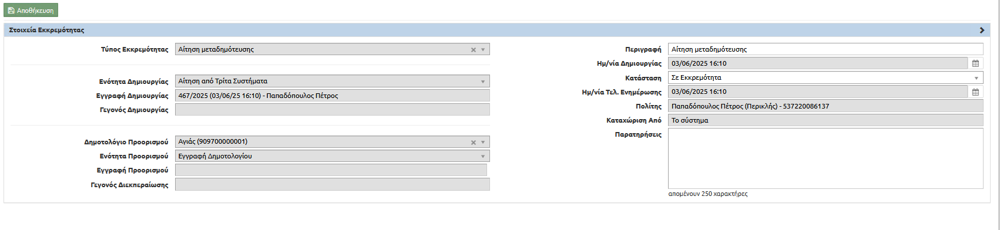 Αποθήκευση
Στοιχεία Εκκρεμότητας
Τύπος Εκκρεμότητας Αίτηση μεταδημότευσης
Ενότητα Δημιουργίας Αίτηση από Τρίτα Συστήματα
Εγγραφή Δημιουργίας 467/2025 (03/06/25 16:10) - Παπαδόπουλος Πέτρος
Γεγονός Δημιουργίας
Δημοτολόγιο Προορισμού Αγιάς (909700000001)
Ενότητα Προορισμού Εγγραφή Δημοτολογίου
Εγγραφή Προορισμού
Γεγονός Διεκπεραίωσης
Περιγραφή Αίτηση μεταδημότευσης
Ημ/νία Δημιουργίας 03/06/2025 16:10
Κατάσταση Σε Εκκρεμότητα
Ημ/νία Τελ. Ενημέρωσης 03/06/2025 16:10
Πολίτης Παπαδόπουλος Πέτρος (Περικλής) - 537220086137
Καταχώριση Από Το σύστημα
Παρατηρήσεις
απομένουν 250 χαρακτήρες